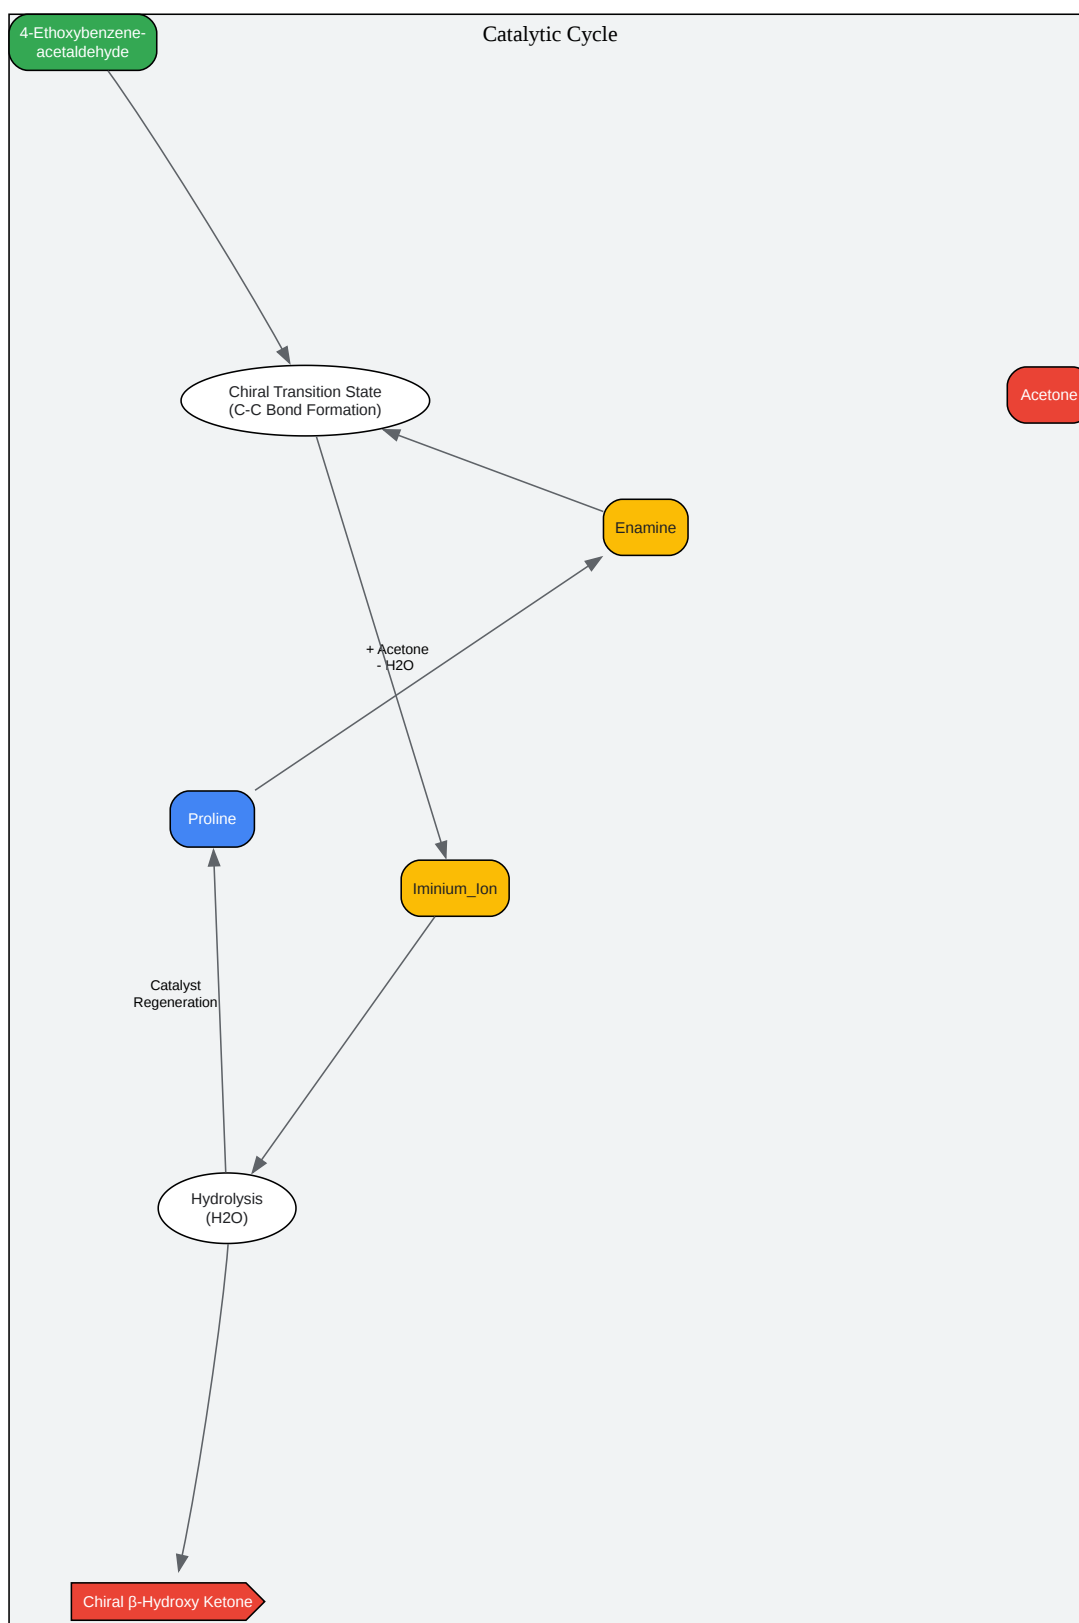 Catalytic Cycle
4-Ethoxybenzene-
acetaldehyde
Chiral Transition State
(C-C Bond Formation)
Acetone
Enamine
+ Acetone
- H2O
Proline
Iminium_Ion
Catalyst
Regeneration
Hydrolysis
(H2O)
Chiral β-Hydroxy Ketone